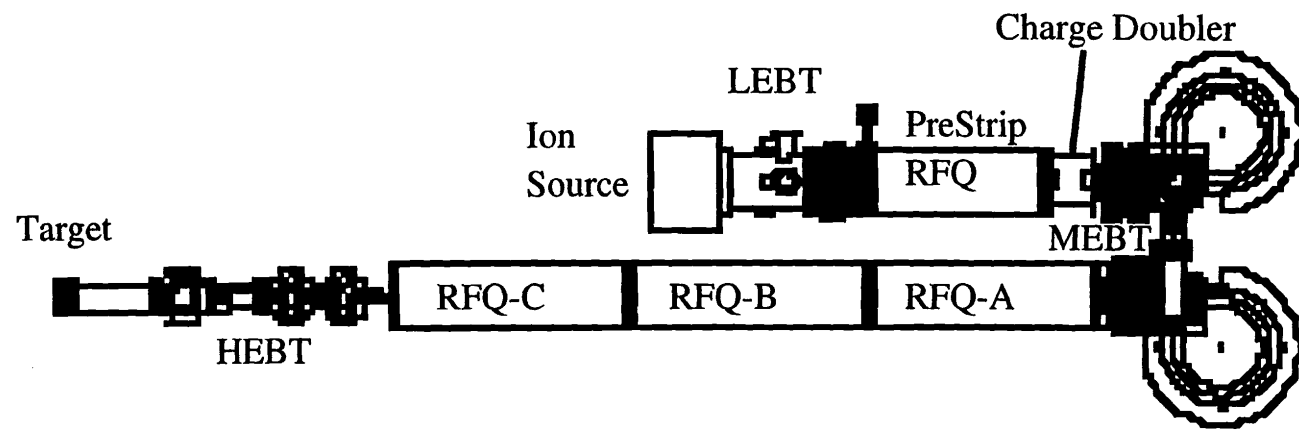 Charge Doubler
LEBT
Ion
Source
PreStrip
RFQ
MEBT
Target
RFQ-C
RFQ-B
RFQ-A
HEBT